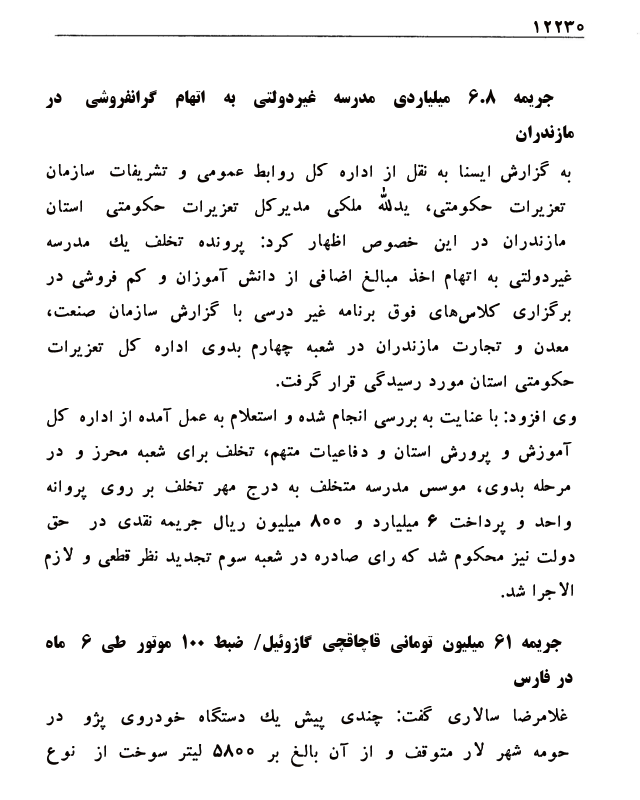 ۱۲۲۳۰
جریمه ۶.۸ میلیاردی مدرسه غیردولتی به اتهام گرانفروشی در
مازندران
به گزارش ایسنا به نقل از اداره کل روابط عمومی و تشریفات سازمان
تعزیرات حکومتی، یدالله ملکی مدیرکل تعزیرات حکومتی استان
مازندران در این خصوص اظهار کرد: پرونده تخلف یك مدرسه
غیردولتی به اتهام اخذ مبالغ اضافی از دانش آموزان و کم فروشی در
برگزاری کلاس‌های فوق برنامه غیر درسی با گزارش سازمان صنعت،
معدن و تجارت مازندران در شعبه چهارم بدوی اداره کل تعزیرات
حکومتی استان مورد رسیدگی قرار گرفت.
وی افزود: با عنایت به بررسی انجام شده و استعلام به عمل آمده از اداره کل
آموزش و پرورش استان و دفاعیات متهم، تخلف برای شعبه محرز و در
مرحله بدوی، موسس مدرسه متخلف به درج مهر تخلف بر روی پروانه
واحد و پرداخت ۶ میلیارد و ۸۰۰ میلیون ریال جریمه نقدی در حق
دولت نیز محکوم شد که رای صادره در شعبه سوم تجدید نظر قطعی و لازم
الاجرا شد.
جریمه ۶۱ میلیون تومانی قاچاقچی گازوئیل/ ضبط ۱۰۰ موتور طی ۶ ماه
در فارس
غلامرضا سالاری گفت: چندی پیش یك دستگاه خودروی پژو در
حومه شهر لار متوقف و از آن بالغ بر ۵۸۰۰ لیتر سوخت از نوع